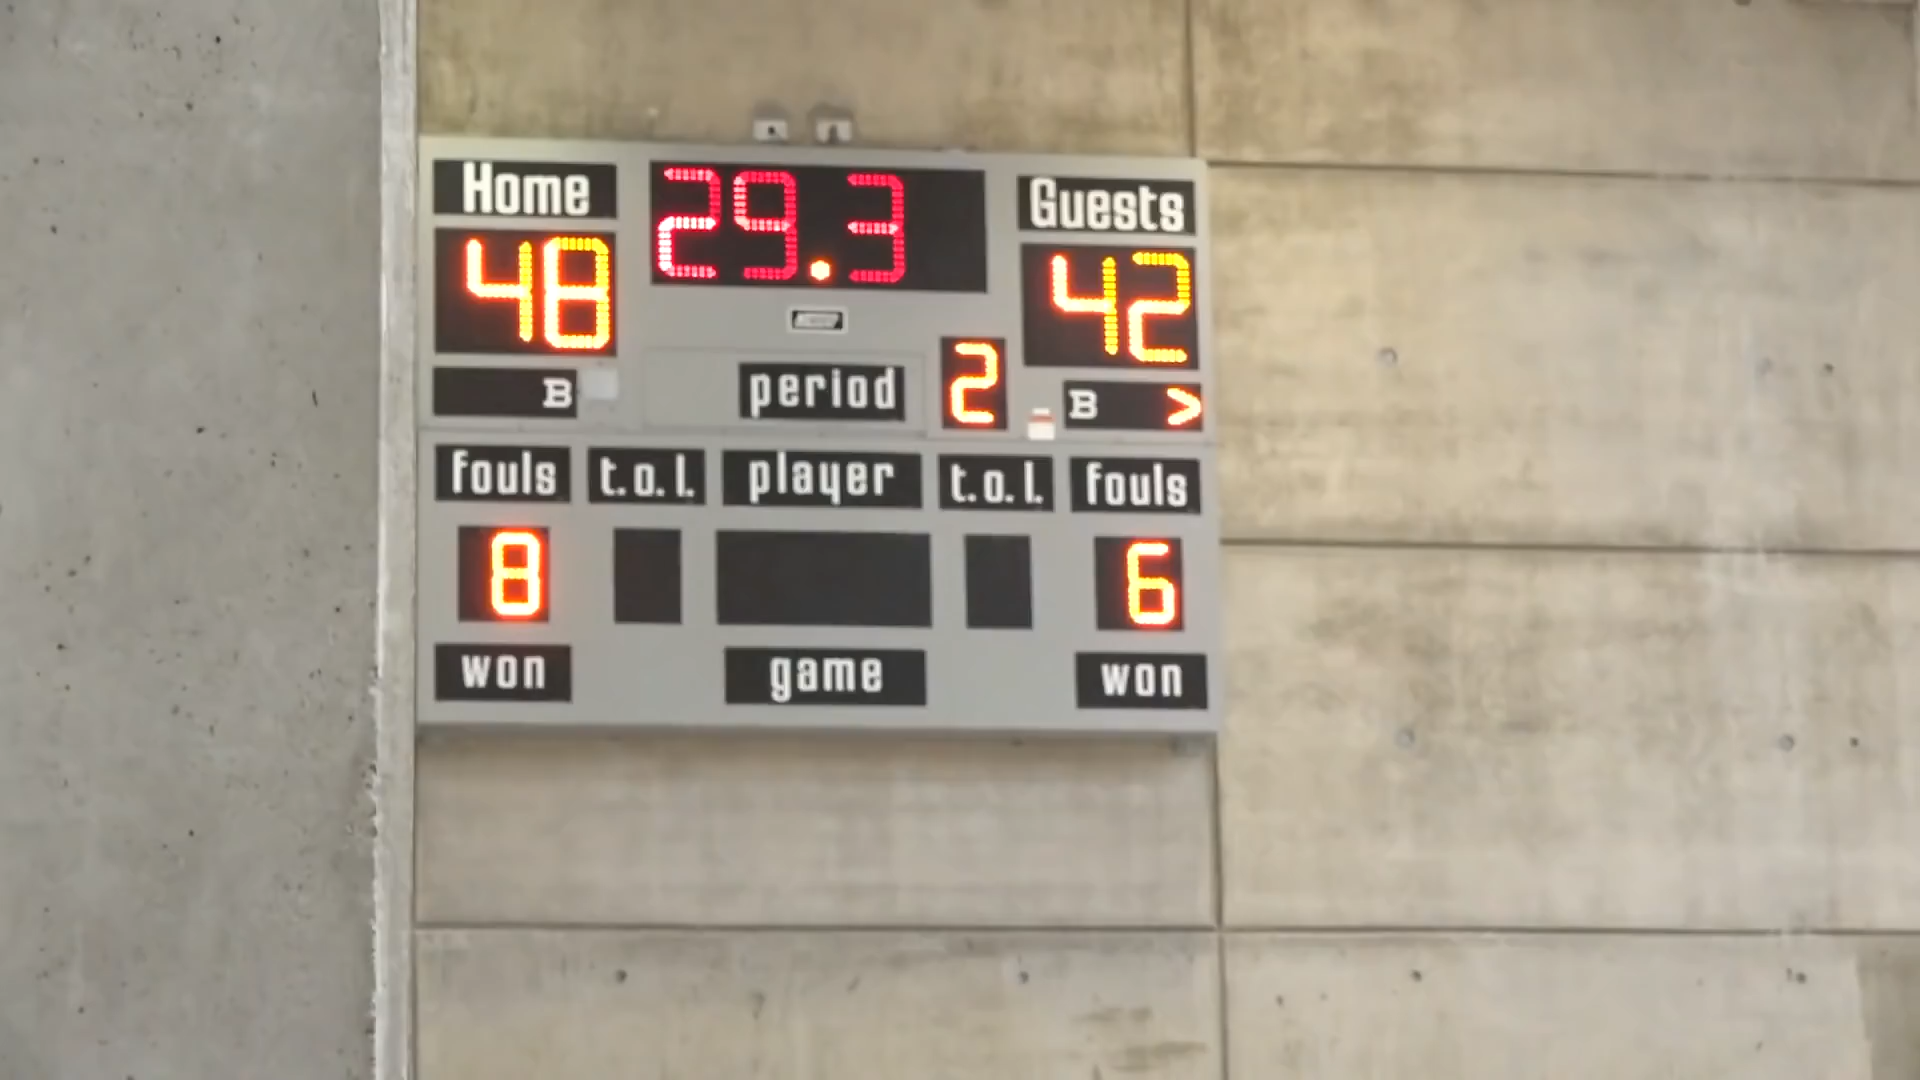 Home 29.3 Guests
48 42
B period 2 B >
fouls t.o.l. player t.o.l. fouls
8 6
won game won